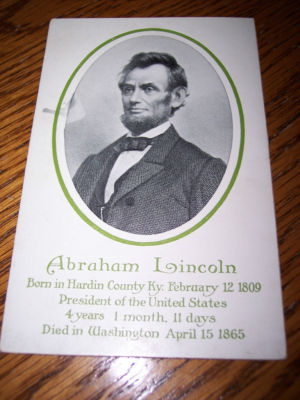 Abraham Lincoln
Born in Hardin County Ky. February 12 1809
President of the United States
4 years 1 month, 11 days
Died in Washington April 15 1865